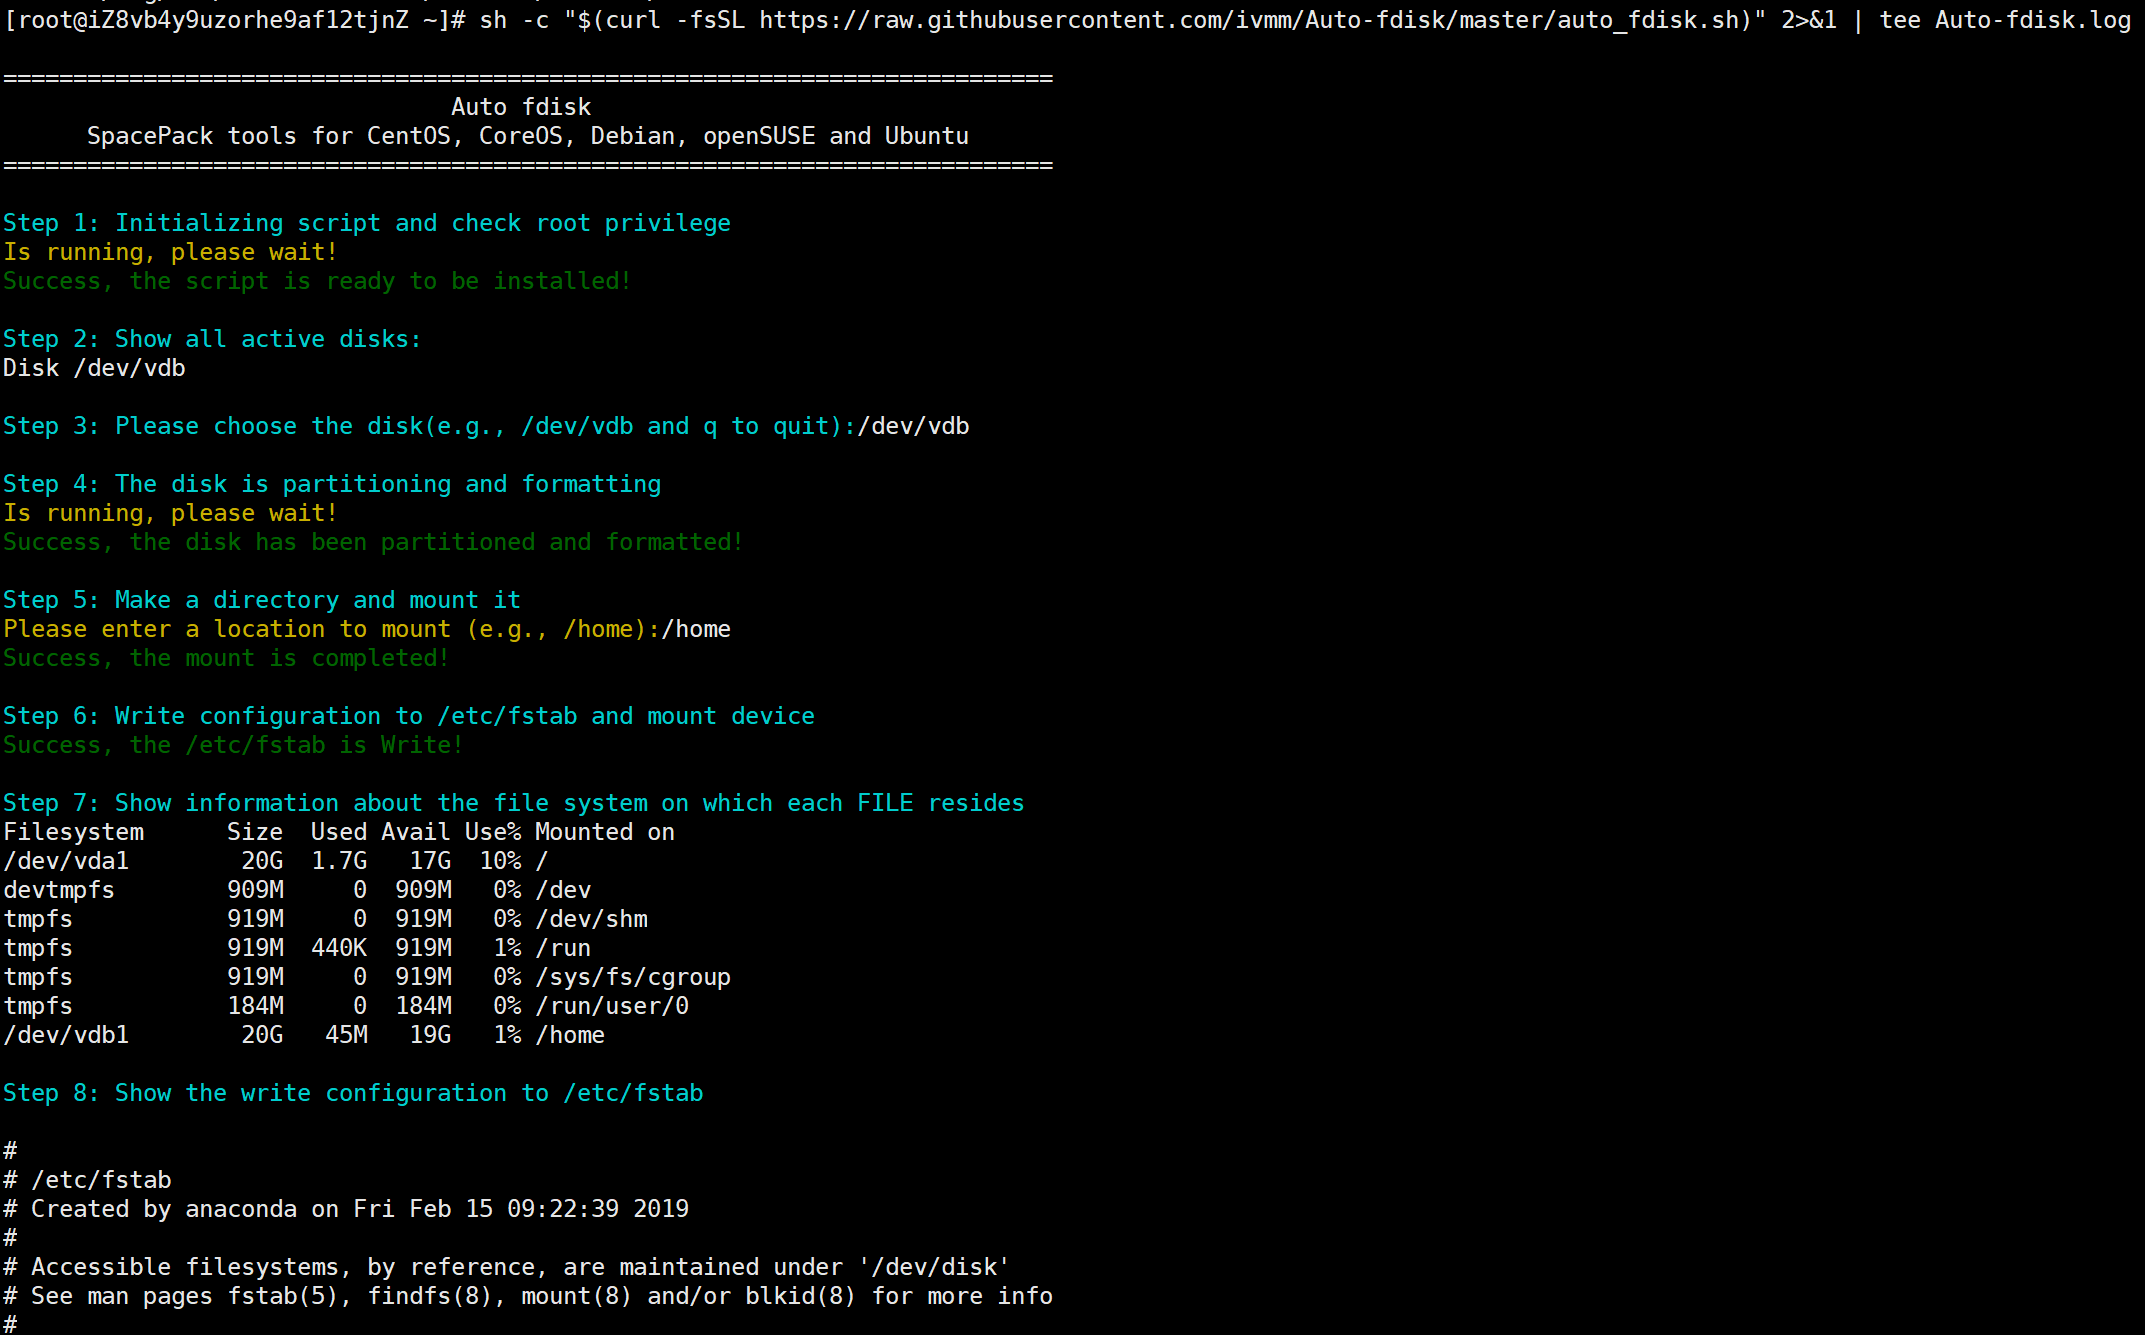 [root@iZ8vb4y9uzorhe9af12tjnZ ~]# sh -c "$(curl -fsSL https://raw.githubusercontent.com/ivmm/Auto-fdisk/master/auto_fdisk.sh)" 2>&1 | tee Auto-fdisk.log
===========================================================================
Auto fdisk
SpacePack tools for CentOS, CoreOS, Debian, openSUSE and Ubuntu
===========================================================================
Step 1: Initializing script and check root privilege
Is running, please wait!
Success, the script is ready to be installed!
Step 2: Show all active disks:
Disk /dev/vdb
Step 3: Please choose the disk(e.g., /dev/vdb and q to quit):/dev/vdb
Step 4: The disk is partitioning and formatting
Is running, please wait!
Success, the disk has been partitioned and formatted!
Step 5: Make a directory and mount it
Please enter a location to mount (e.g., /home):/home
Success, the mount is completed!
Step 6: Write configuration to /etc/fstab and mount device
Success, the /etc/fstab is Write!
Step 7: Show information about the file system on which each FILE resides
Filesystem      Size  Used Avail Use% Mounted on
/dev/vda1        20G  1.7G   17G  10% /
devtmpfs        909M     0  909M   0% /dev
tmpfs           919M     0  919M   0% /dev/shm
tmpfs           919M  440K  919M   1% /run
tmpfs           919M     0  919M   0% /sys/fs/cgroup
tmpfs           184M     0  184M   0% /run/user/0
/dev/vdb1        20G   45M   19G   1% /home
Step 8: Show the write configuration to /etc/fstab
#
# /etc/fstab
# Created by anaconda on Fri Feb 15 09:22:39 2019
#
# Accessible filesystems, by reference, are maintained under '/dev/disk'
# See man pages fstab(5), findfs(8), mount(8) and/or blkid(8) for more info
#